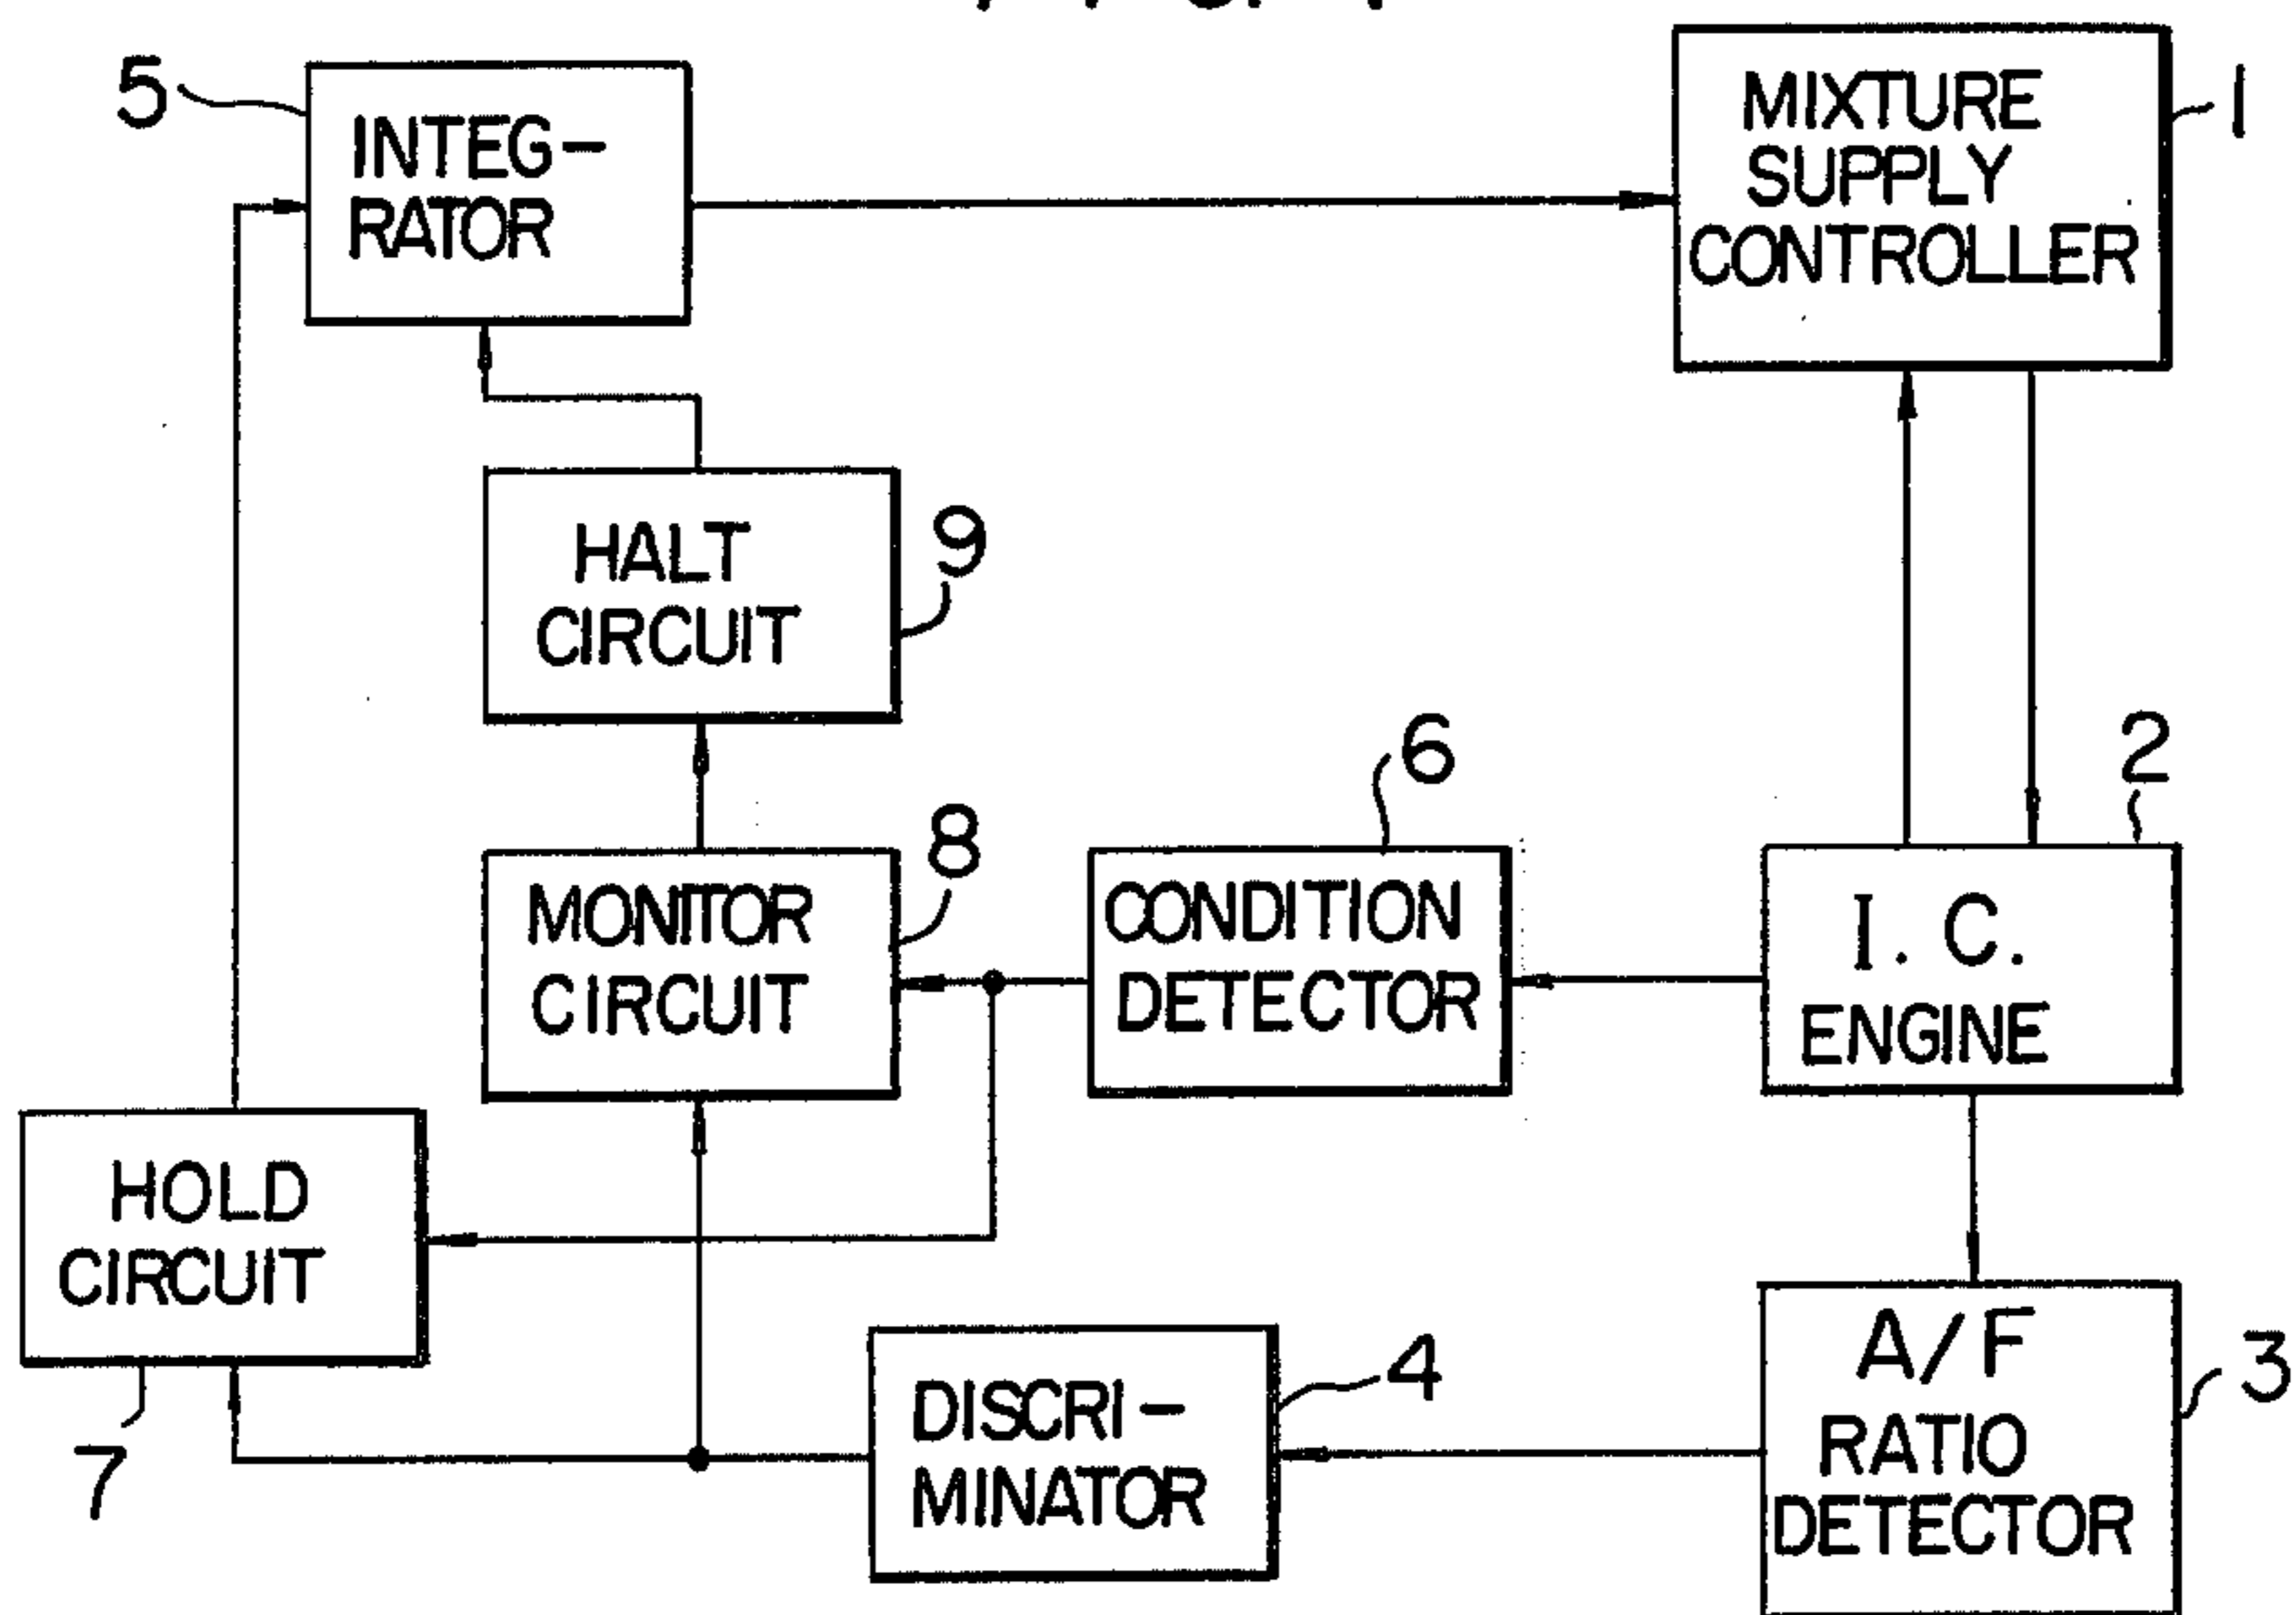 5
INTEG-
RATOR
MIXTURE
SUPPLY
CONTROLLER
1
HALT
CIRCUIT
9
6
2
8
MONITOR
CIRCUIT
CONDITION
DETECTOR
I. C.
ENGINE
HOLD
CIRCUIT
7
DISCRI-
MINATOR
4
A/F
RATIO
DETECTOR
3